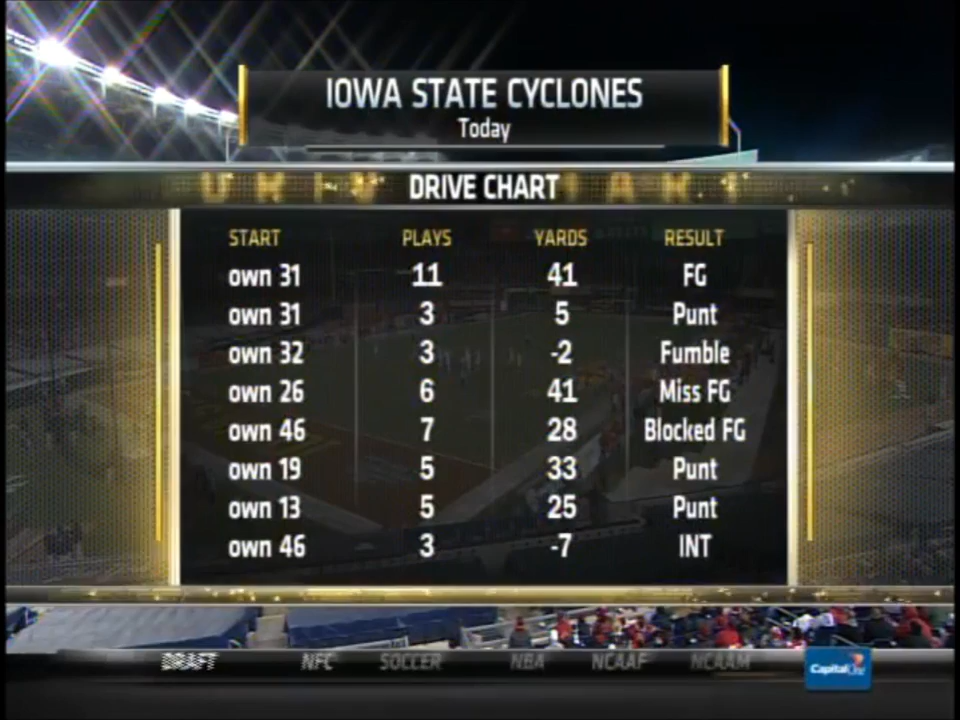 IOWA STATE CYCLONES
Today
DRIVE CHART
START PLAYS YARDS RESULT
own 31 11 41 FG
own 31 3 5 Punt
own 32 3 -2 Fumble
own 26 6 41 Miss FG
own 46 7 28 Blocked FG
own 19 5 33 Punt
own 13 5 25 Punt
own 46 3 -7 INT
DRAFT NFC SOCCER NBA NCAAF NCAAM
Capital One